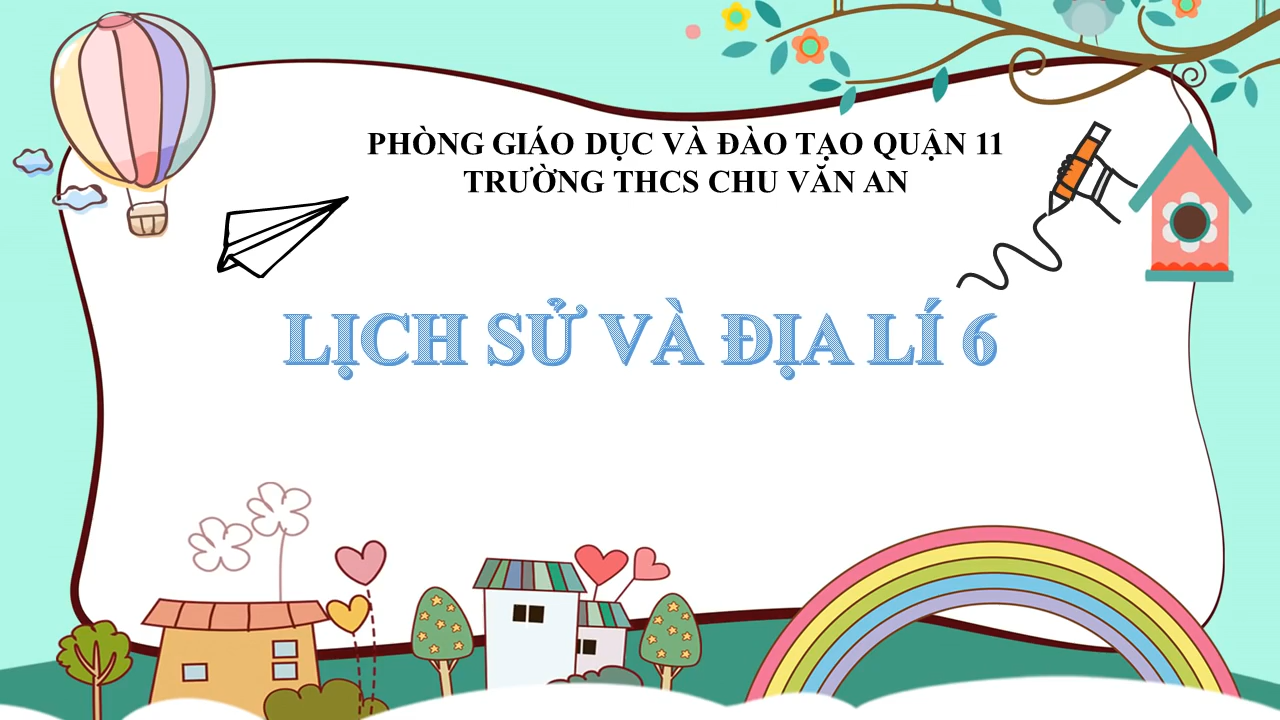 PHÒNG GIÁO DỤC VÀ ĐÀO TẠO QUẬN 11
TRƯỜNG THCS CHU VĂN AN
LỊCH SỬ VÀ ĐỊA LÍ 6